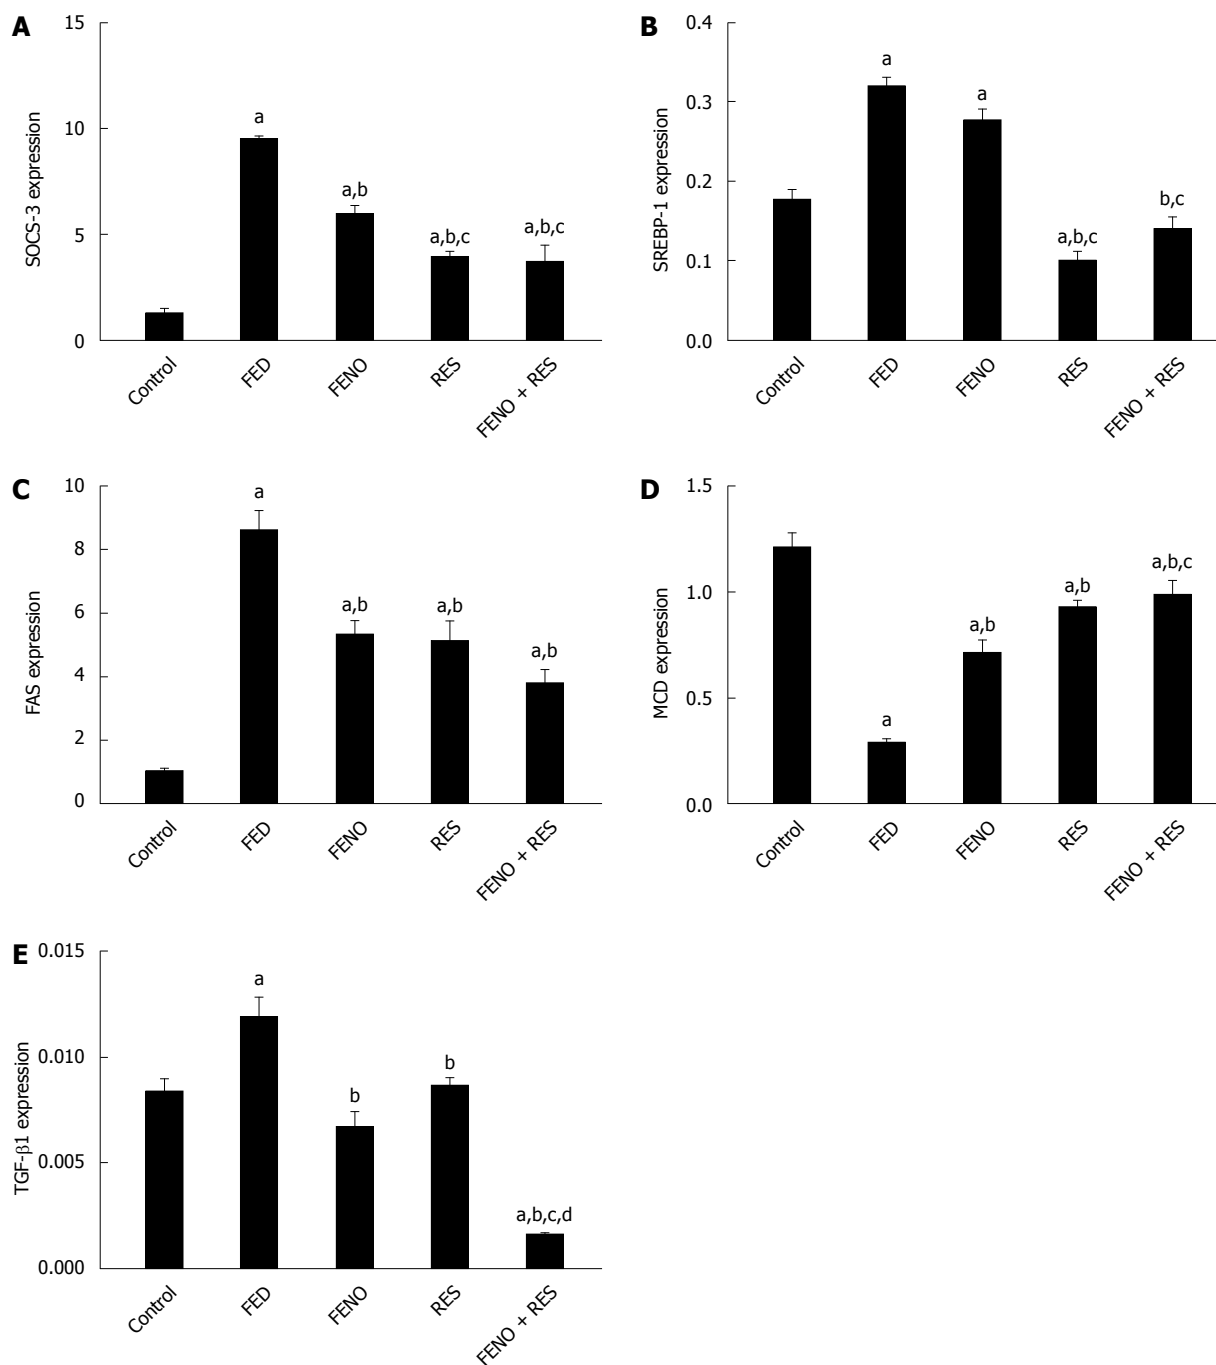 A
SOCS-3 expression
15
10
5
0
a
a,b
a,b,c
a,b,c
Control
FED
FENO
RES
FENO + RES
B
SREBP-1 expression
0.4
0.3
0.2
0.1
0.0
a
a
a,b,c
b,c
Control
FED
FENO
RES
FENO + RES
C
FAS expression
10
8
6
4
2
0
a
a,b
a,b
a,b
Control
FED
FENO
RES
FENO + RES
D
MCD expression
1.5
1.0
0.5
0.0
a
a,b
a,b
a,b,c
Control
FED
FENO
RES
FENO + RES
E
TGF-β1 expression
0.015
0.010
0.005
0.000
a
b
b
a,b,c,d
Control
FED
FENO
RES
FENO + RES